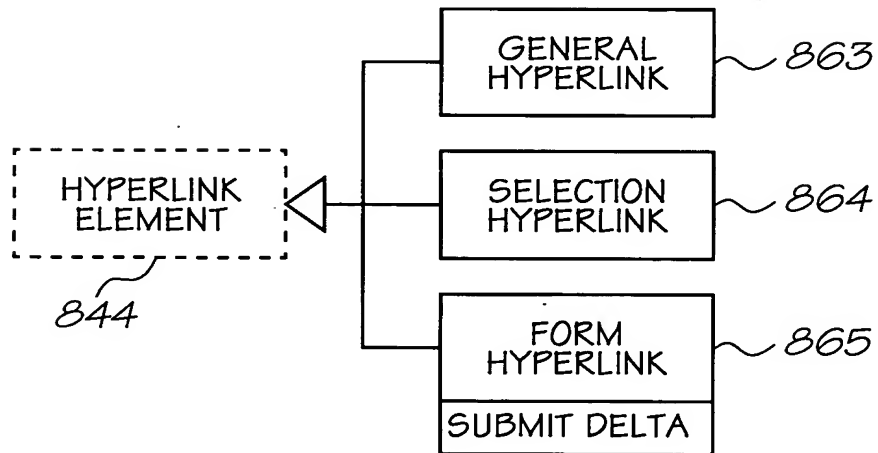 GENERAL
HYPERLINK
863
HYPERLINK
ELEMENT
844
SELECTION
HYPERLINK
864
FORM
HYPERLINK
865
SUBMIT DELTA